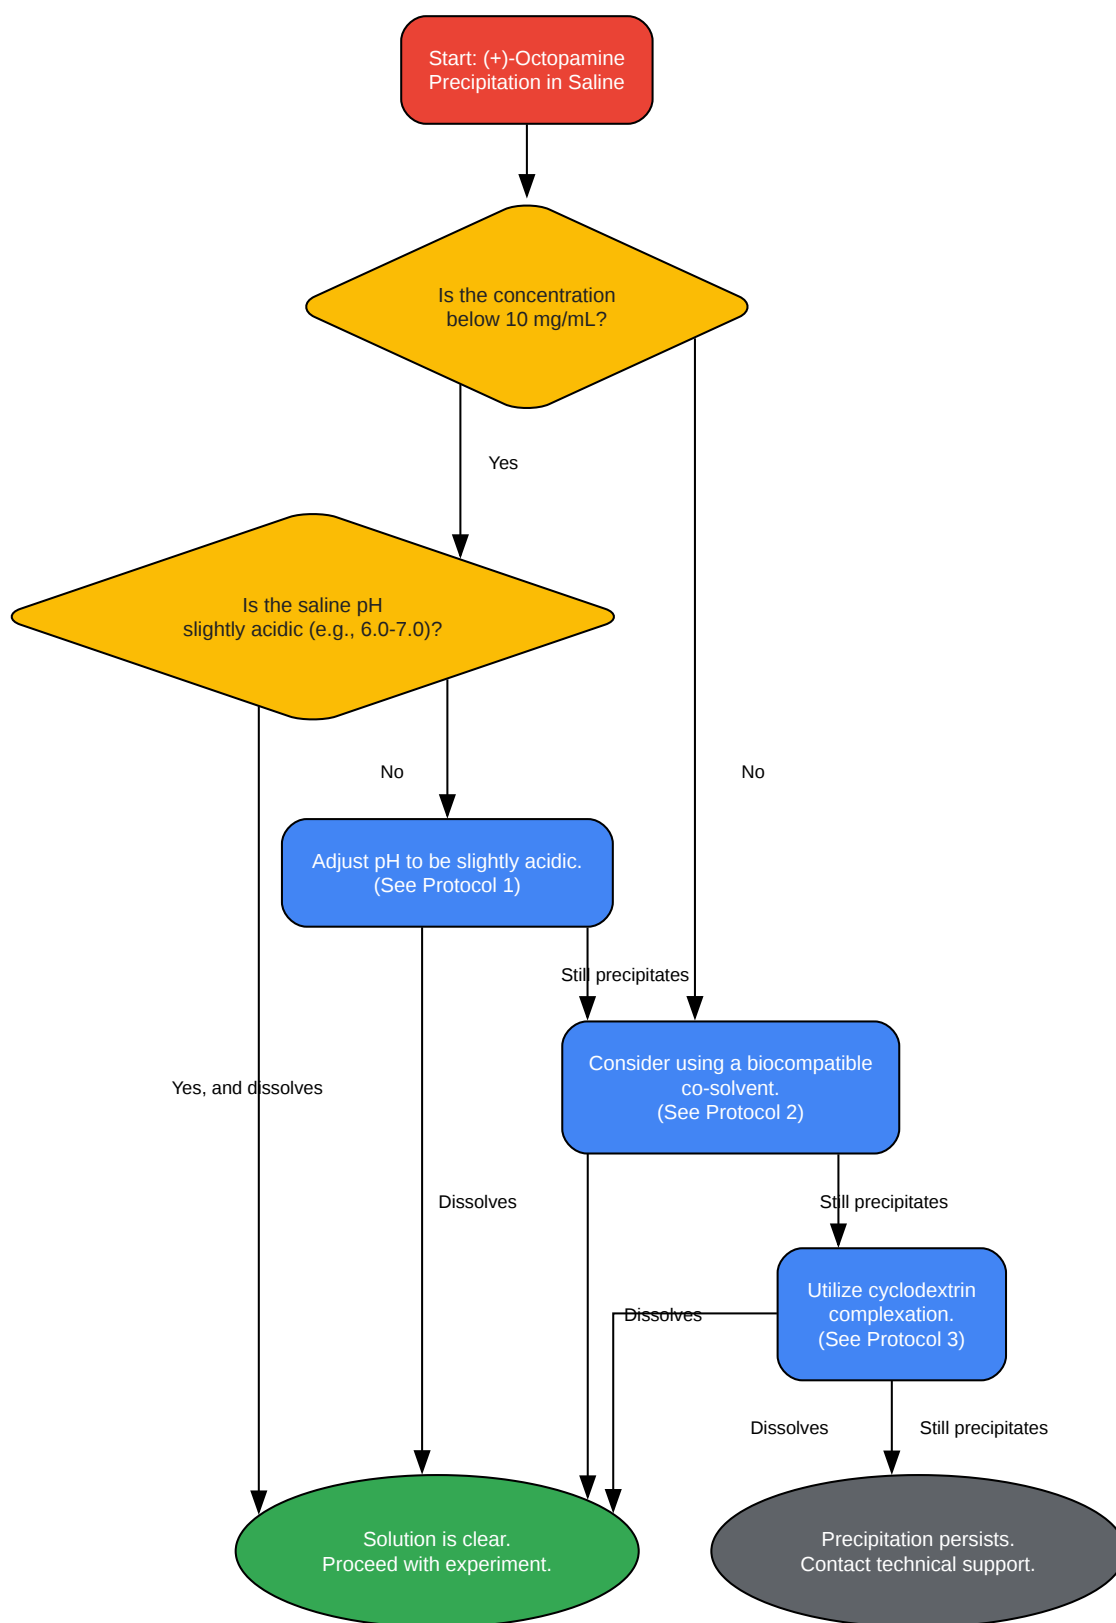 Start: (+)-Octopamine
Precipitation in Saline
Is the concentration
below 10 mg/mL?
Yes
Is the saline pH
slightly acidic (e.g., 6.0-7.0)?
No
No
Adjust pH to be slightly acidic.
(See Protocol 1)
Still precipitates
Consider using a biocompatible
co-solvent.
(See Protocol 2)
Yes, and dissolves
Dissolves
Still precipitates
Utilize cyclodextrin
complexation.
(See Protocol 3)
Dissolves
Dissolves
Still precipitates
Solution is clear.
Proceed with experiment.
Precipitation persists.
Contact technical support.